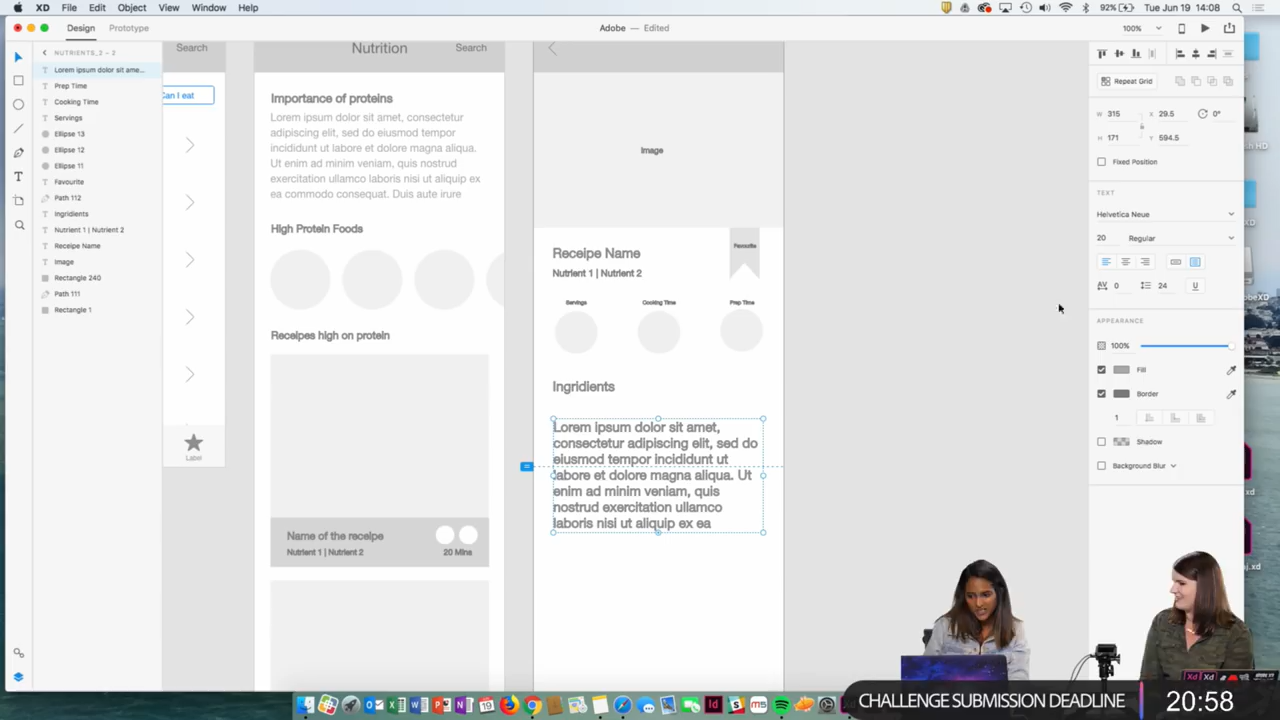 XD File Edit Object View Window Help
92% Tue Jun 19 14:08
Design Prototype
Adobe — Edited
100%
NUTRIENTS_2 – 2
Lorem ipsum dolor sit ame...
Prep Time
Cooking Time
Servings
Ellipse 13
Ellipse 12
Ellipse 11
Favourite
Path 112
Ingridients
Nutrient 1 | Nutrient 2
Receipe Name
Image
Rectangle 240
Path 111
Rectangle 1
Search
Can I eat
Label
Nutrition
Search
Importance of proteins
Lorem ipsum dolor sit amet, consectetur
adipiscing elit, sed do eiusmod tempor
incididunt ut labore et dolore magna aliqua.
Ut enim ad minim veniam, quis nostrud
exercitation ullamco laboris nisi ut aliquip ex
ea commodo consequat. Duis aute irure
High Protein Foods
Receipes high on protein
Name of the receipe
Nutrient 1 | Nutrient 2
20 Mins
Image
Receipe Name
Nutrient 1 | Nutrient 2
Favourite
Servings
Cooking Time
Prep Time
Ingridients
Lorem ipsum dolor sit amet,
consectetur adipiscing elit, sed do
eiusmod tempor incididunt ut
labore et dolore magna aliqua. Ut
enim ad minim veniam, quis
nostrud exercitation ullamco
laboris nisi ut aliquip ex ea
Repeat Grid
W 315 X 29.5 0°
H 171 Y 594.5
Fixed Position
TEXT
Helvetica Neue
20 Regular
AV 0 24 U
APPEARANCE
100%
Fill
Border
1
Shadow
Background Blur
CHALLENGE SUBMISSION DEADLINE
20:58